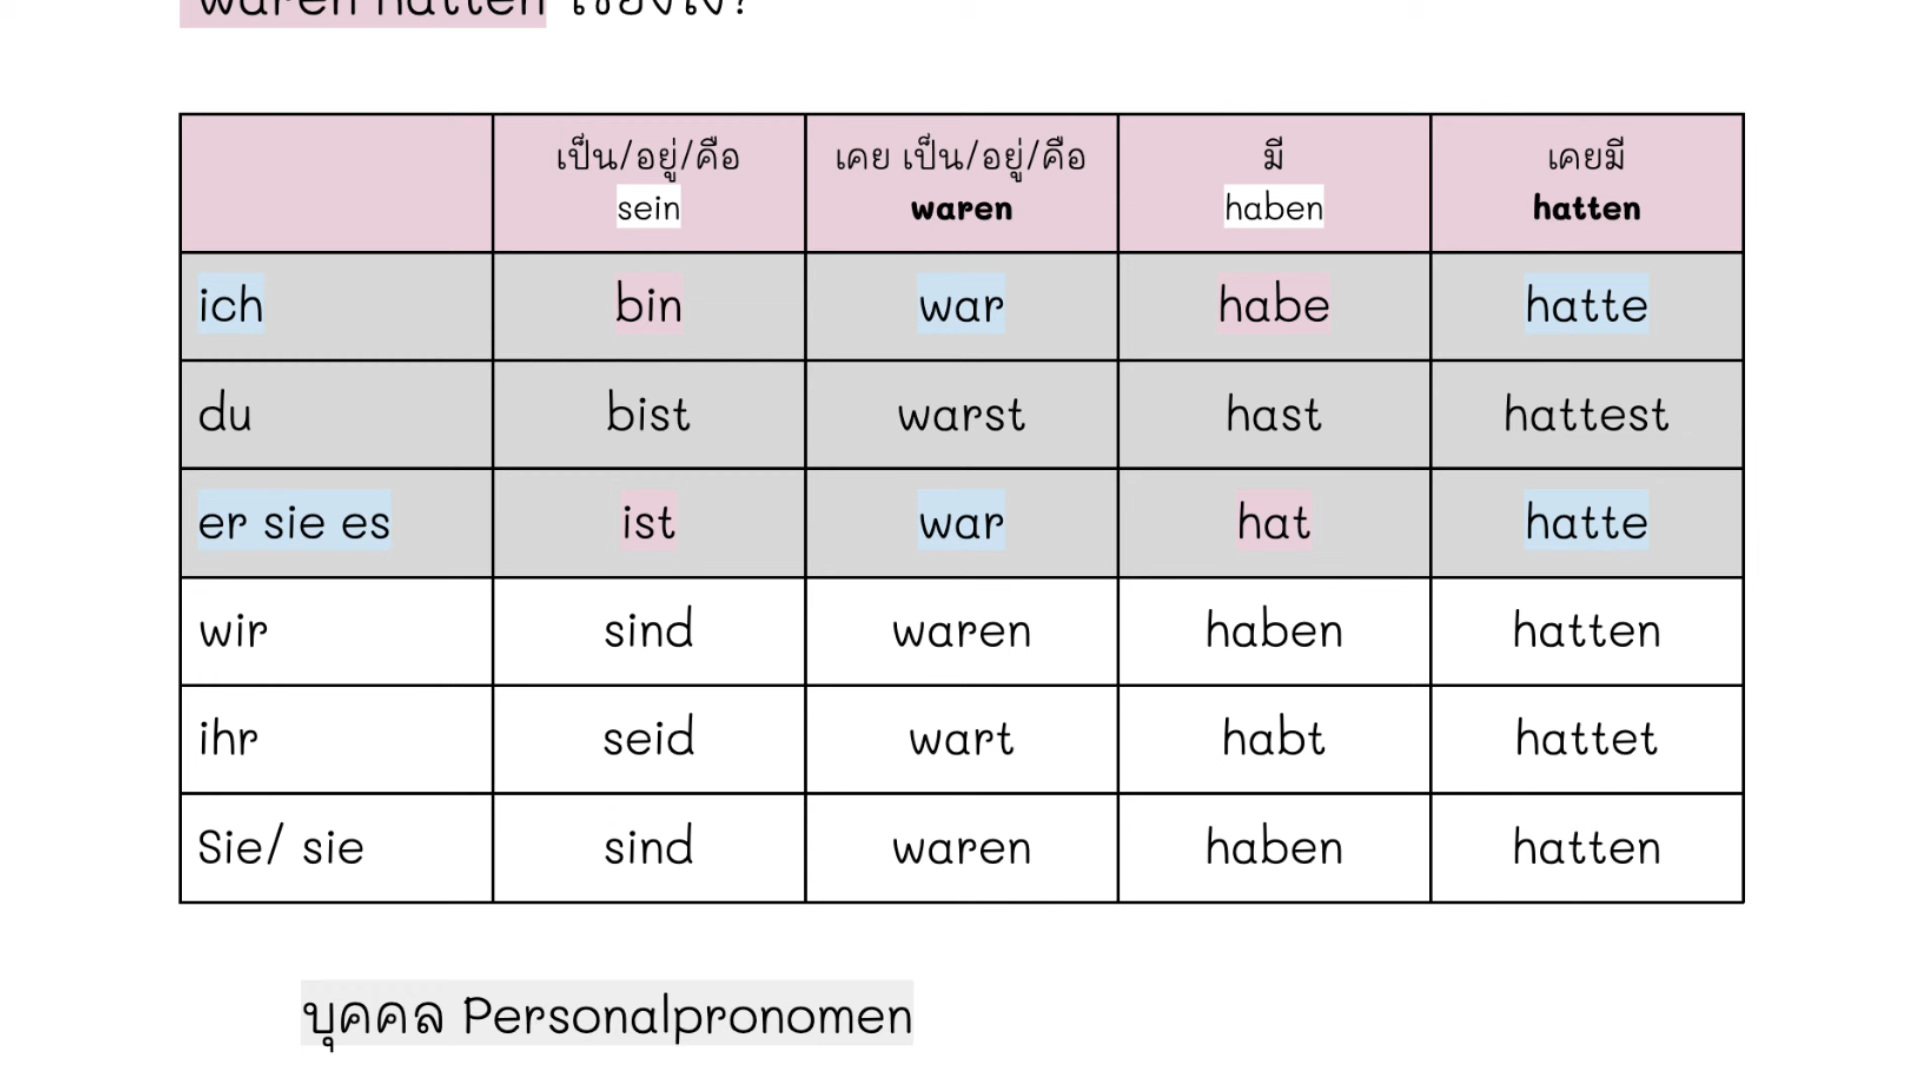 waren hatten
เป็น/อยู่/คือ เคย เป็น/อยู่/คือ มี เคยมี
sein waren haben hatten
ich bin war habe hatte
du bist warst hast hattest
er sie es ist war hat hatte
wir sind waren haben hatten
ihr seid wart habt hattet
Sie/ sie sind waren haben hatten
บุคคล Personalpronomen